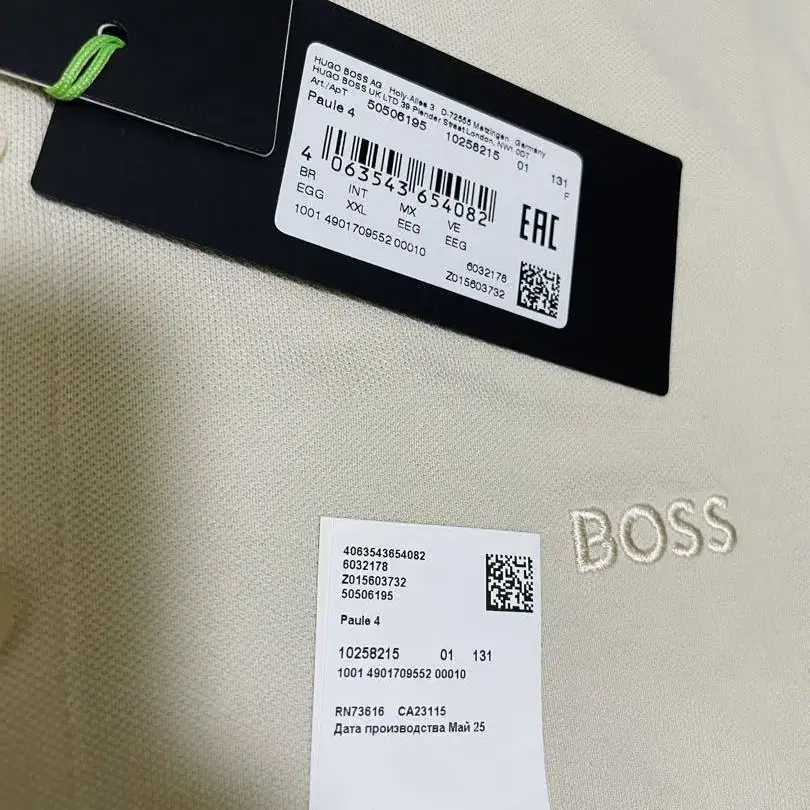 HUGO BOSS AG Holy-Allee 3 D-72555 Metzingen, Germany
HUGO BOSS UK LTD 39 Plender Street London, NW1 0DT
Art./АрТ 50506195 10258215 01 131
Paule 4 F
4 063543 654082
BR INT MX VE
EGG XXL EEG EEG
EAC
1001 4901709552 00010
6032178
Z015603732
BOSS
4063543654082
6032178
Z015603732
50506195
Paule 4
10258215 01 131
1001 4901709552 00010
RN73616 CA23115
Дата производства Май 25